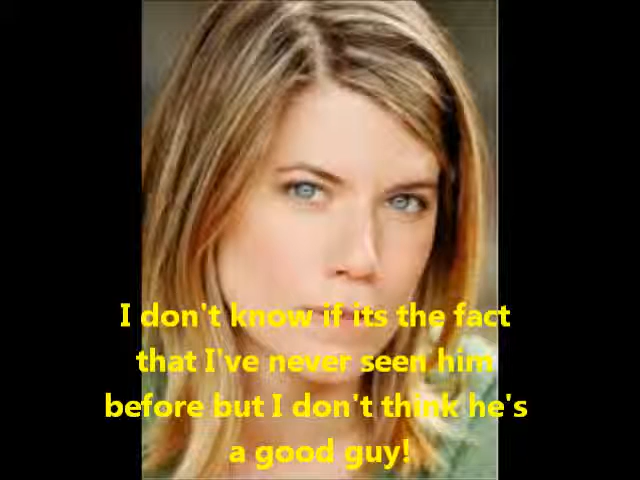 I don't know if its the fact
that I've never seen him
before but I don't think he's
a good guy!